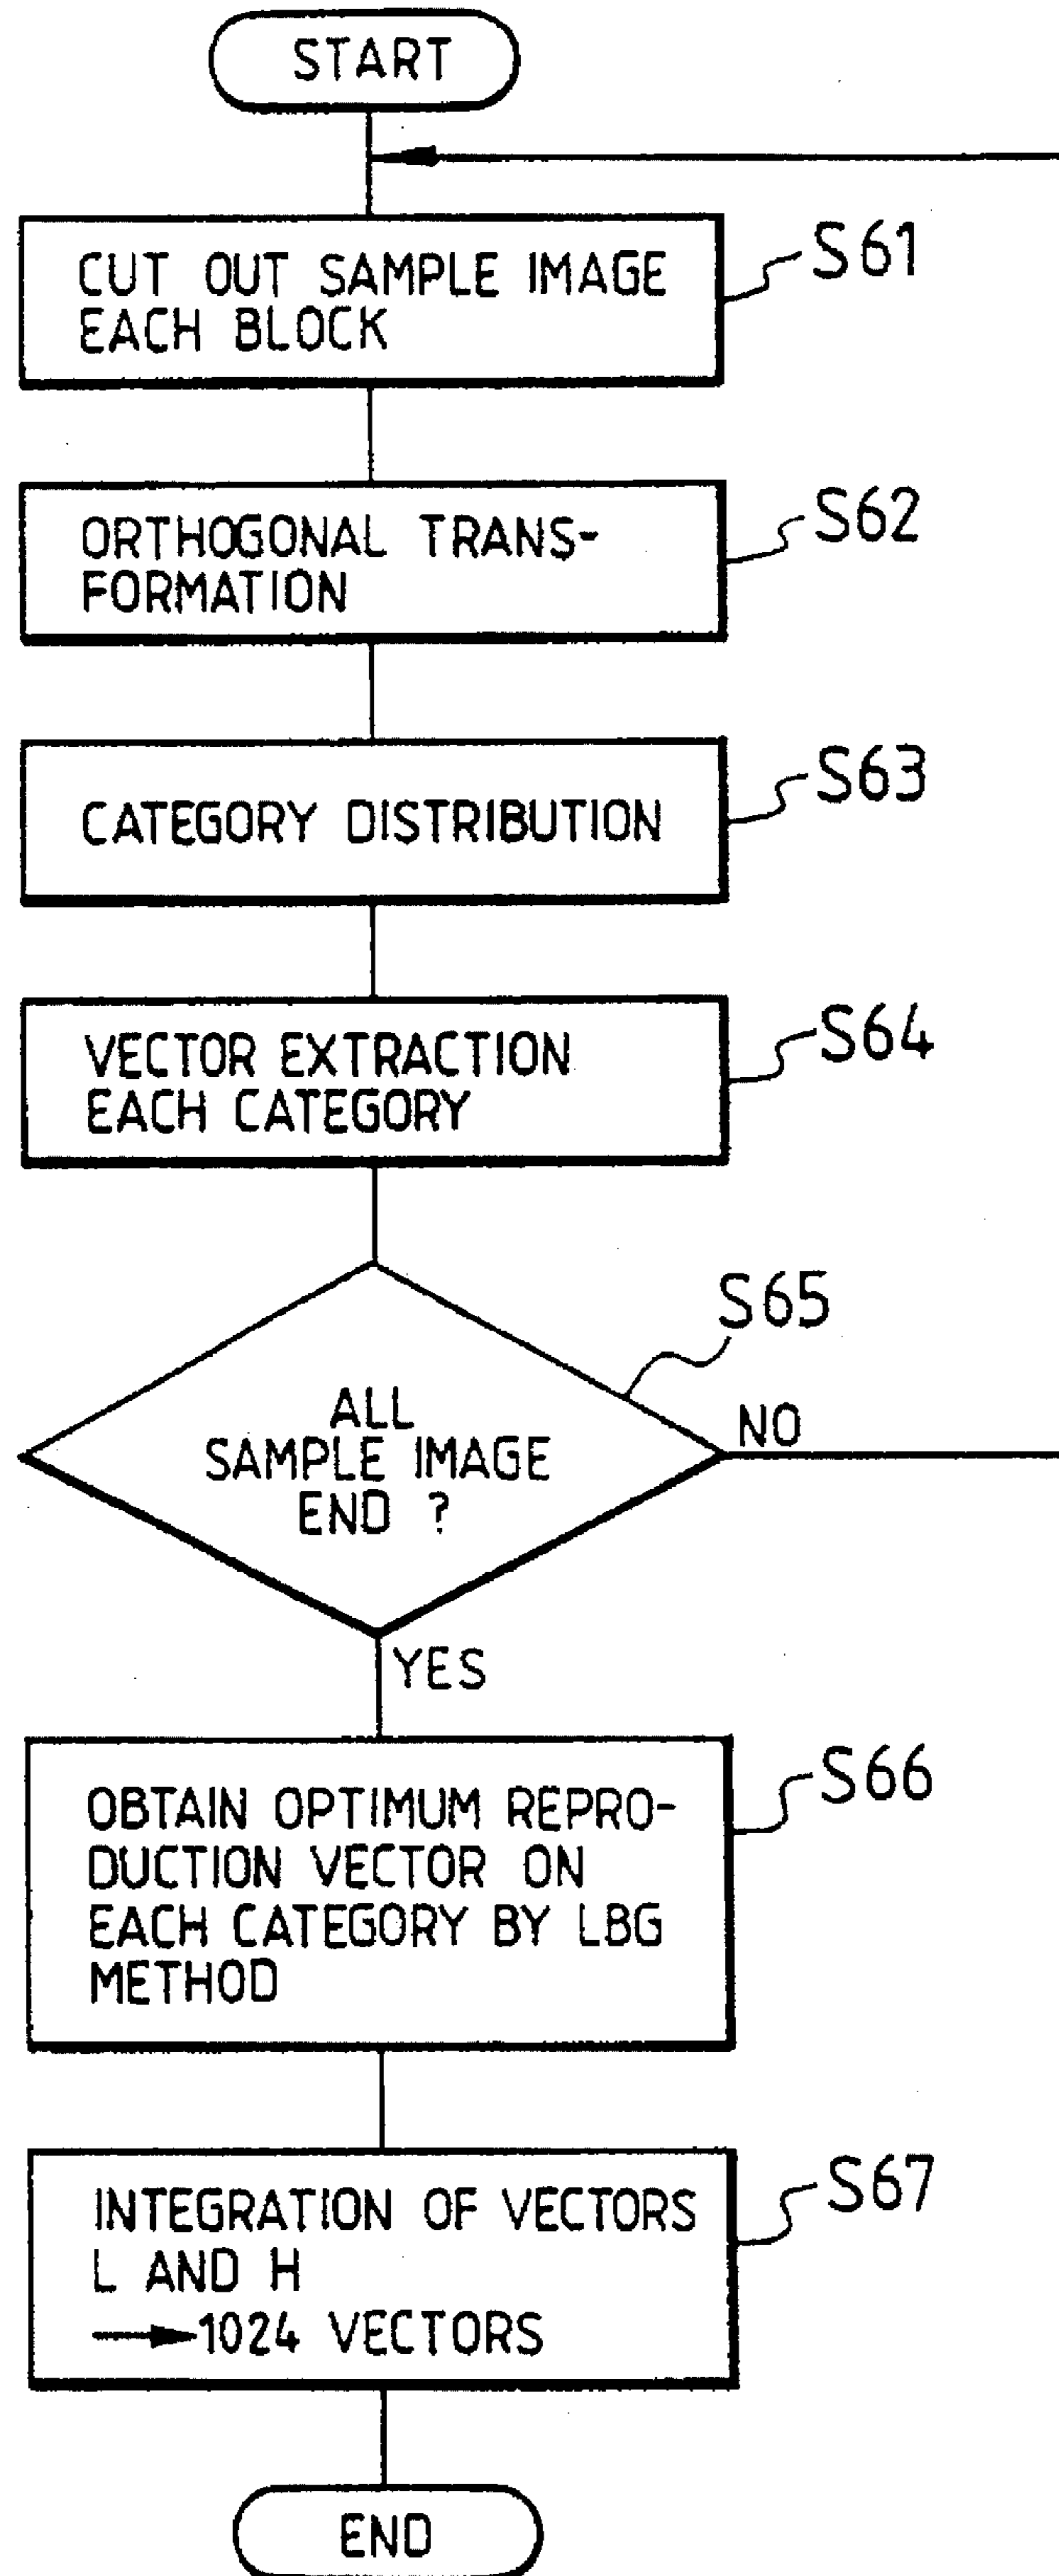 START
CUT OUT SAMPLE IMAGE
EACH BLOCK
S61
ORTHOGONAL TRANS-
FORMATION
S62
CATEGORY DISTRIBUTION
S63
VECTOR EXTRACTION
EACH CATEGORY
S64
S65
ALL
SAMPLE IMAGE
END ?
NO
YES
OBTAIN OPTIMUM REPRO-
DUCTION VECTOR ON
EACH CATEGORY BY LBG
METHOD
S66
INTEGRATION OF VECTORS
L AND H
→1024 VECTORS
S67
END